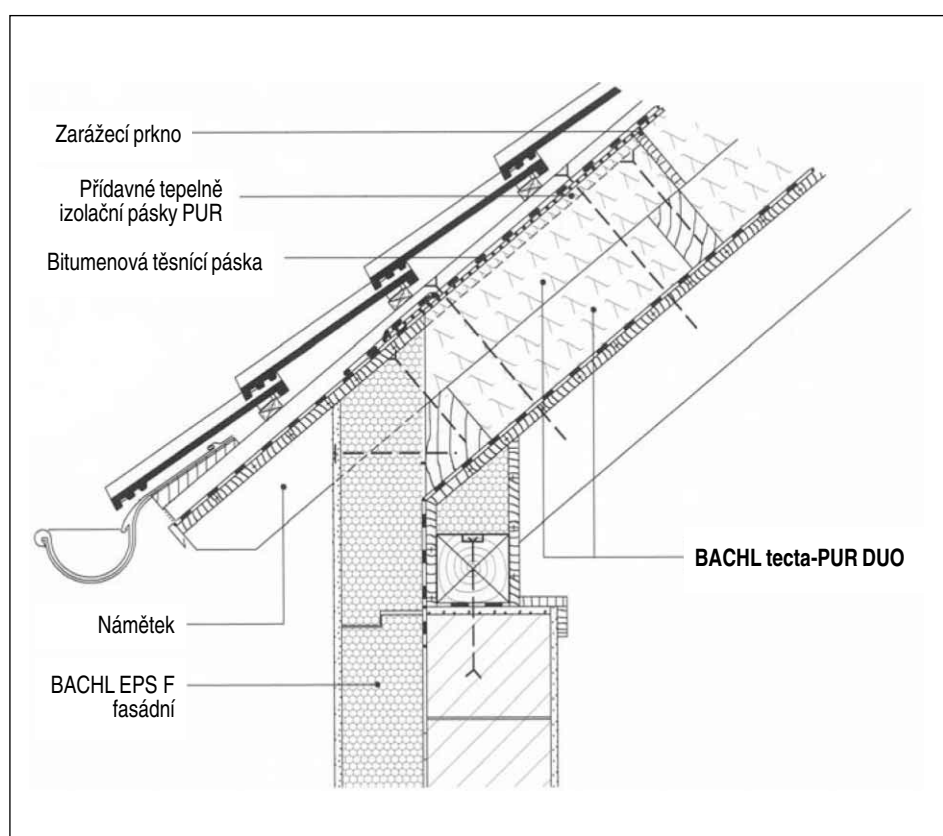 Zarážecí prkno
Přídavné tepelně
izolační pásky PUR
Bitumenová těsnící páska
BACHL tecta-PUR DUO
Námětek
BACHL EPS F
fasádní